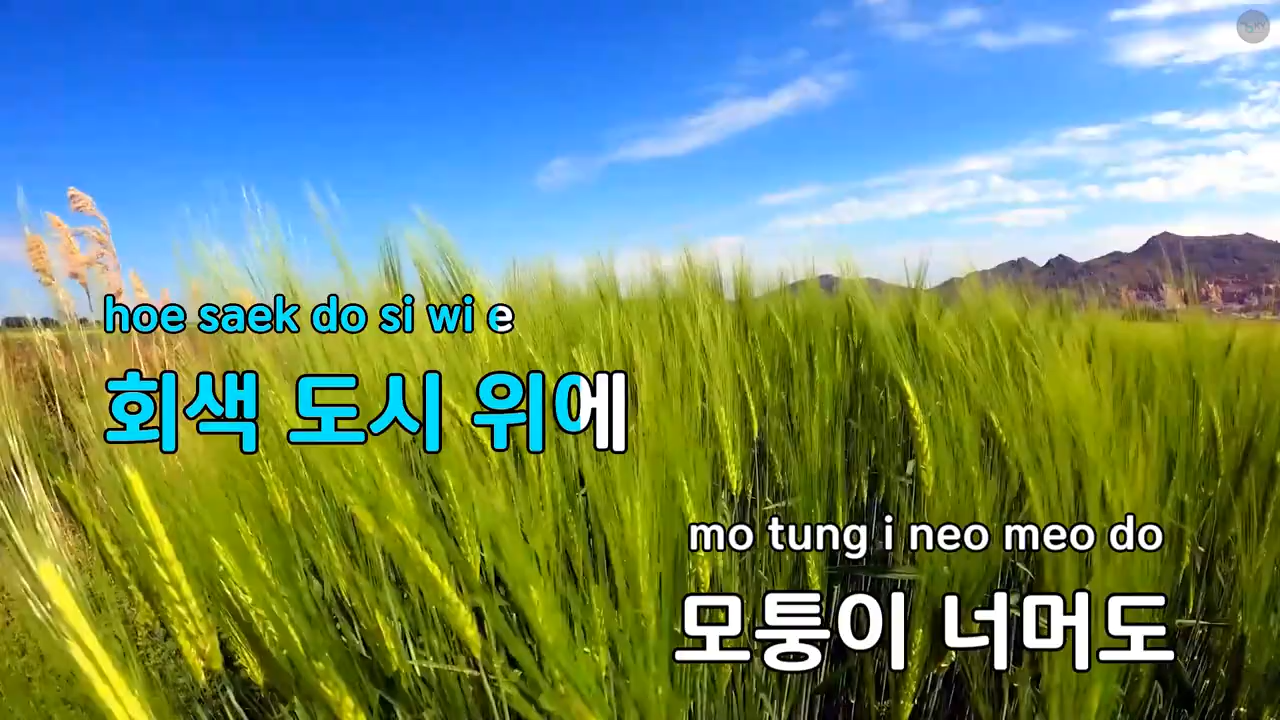 hoe saek do si wi e
회색 도시 위에
mo tung i neo meo do
모퉁이 너머도